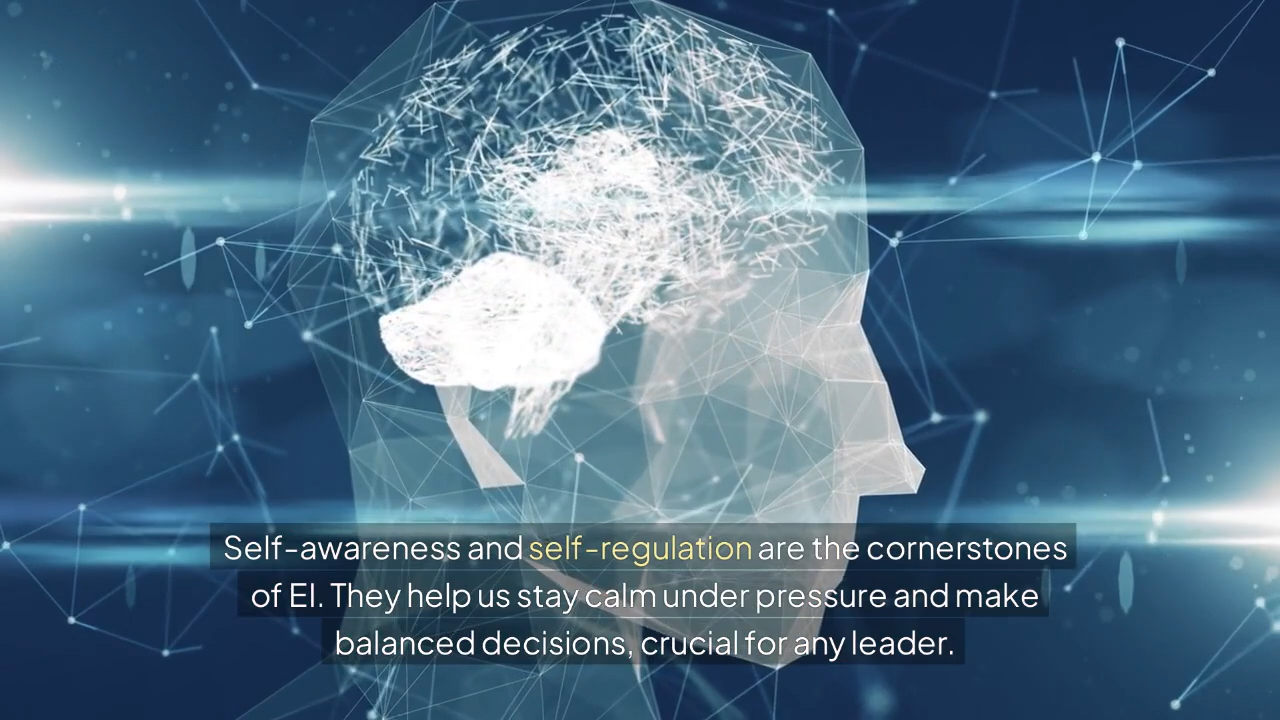 Self-awareness and self-regulation are the cornerstones
of EI. They help us stay calm under pressure and make
balanced decisions, crucial for any leader.